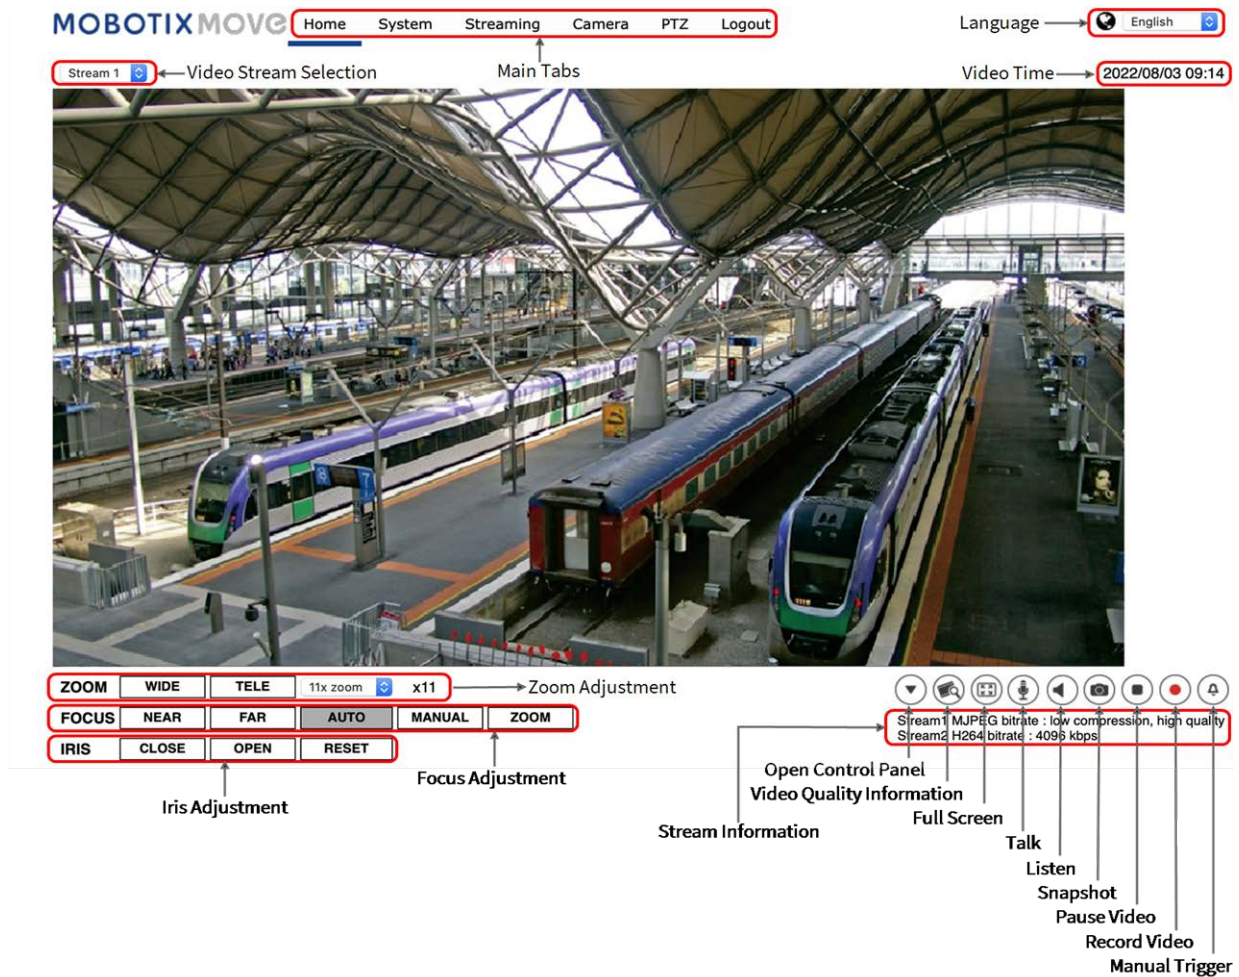 MOBOTIX MOVE
Home System Streaming Camera PTZ Logout
Language
English
Stream 1
Video Stream Selection
Main Tabs
Video Time
2022/08/03 09:14
ZOOM WIDE TELE 11x zoom x11
Zoom Adjustment
FOCUS NEAR FAR AUTO MANUAL ZOOM
IRIS CLOSE OPEN RESET
Stream1 MJPEG bitrate : low compression, high quality
Stream2 H264 bitrate : 4096 kbps
Focus Adjustment
Iris Adjustment
Open Control Panel
Video Quality Information
Full Screen
Stream Information
Talk
Listen
Snapshot
Pause Video
Record Video
Manual Trigger